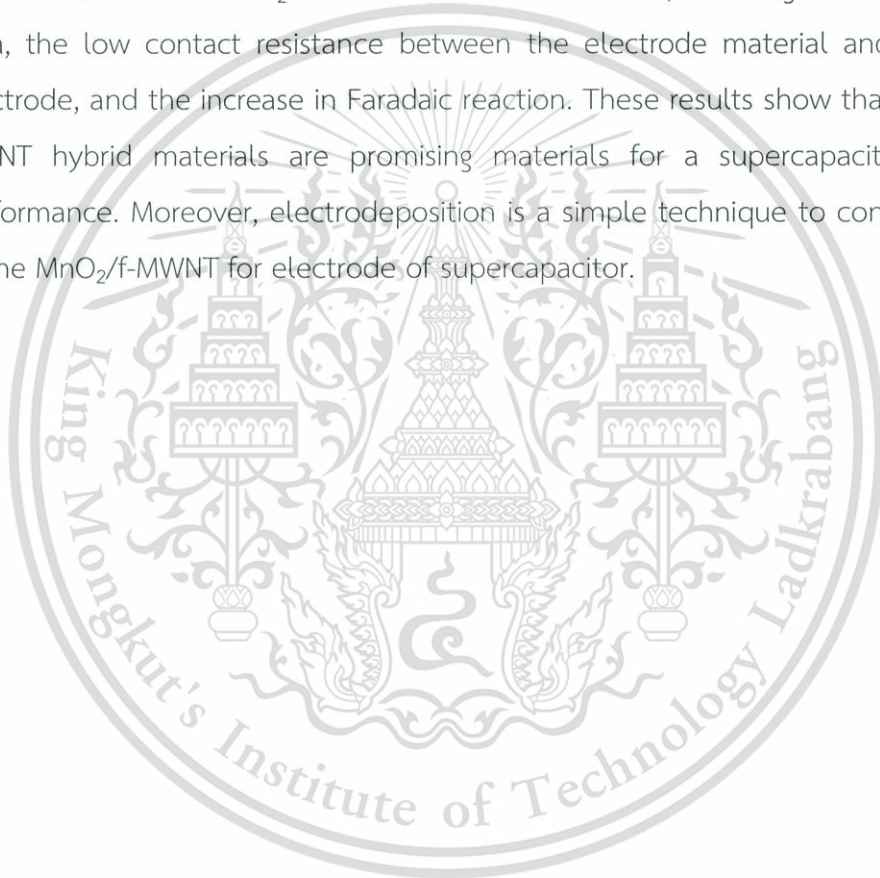 , the low contact resistance between the electrode material and
trode, and the increase in Faradaic reaction. These results show tha
NT hybrid materials are promising materials for a supercapacit
formance. Moreover, electrodeposition is a simple technique to con
ne MnO₂/f-MWNT for electrode of supercapacitor.
King Mongkut's Institute of Technology Ladkrabang